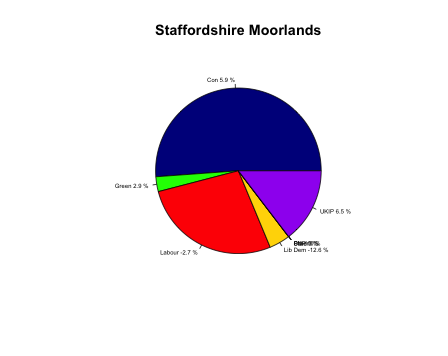 Staffordshire Moorlands
Con 5.9 %
Green 2.9 %
UKIP 6.5 %
Labour -2.7 %
Lib Dem -12.6 %